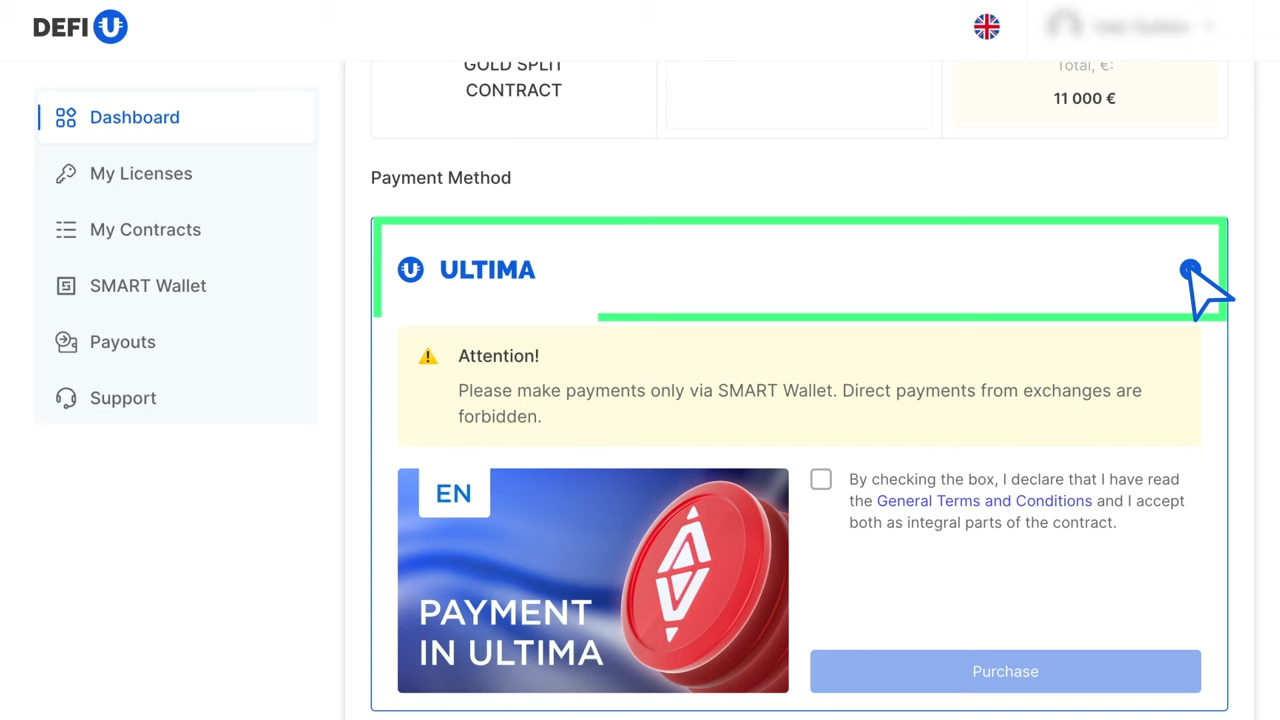 DEFI
GOLD SPLIT
CONTRACT
Total, €:
11 000 €
Dashboard
My Licenses
My Contracts
SMART Wallet
Payouts
Support
Payment Method
ULTIMA
Attention!
Please make payments only via SMART Wallet. Direct payments from exchanges are
forbidden.
EN
PAYMENT
IN ULTIMA
By checking the box, I declare that I have read
the General Terms and Conditions and I accept
both as integral parts of the contract.
Purchase